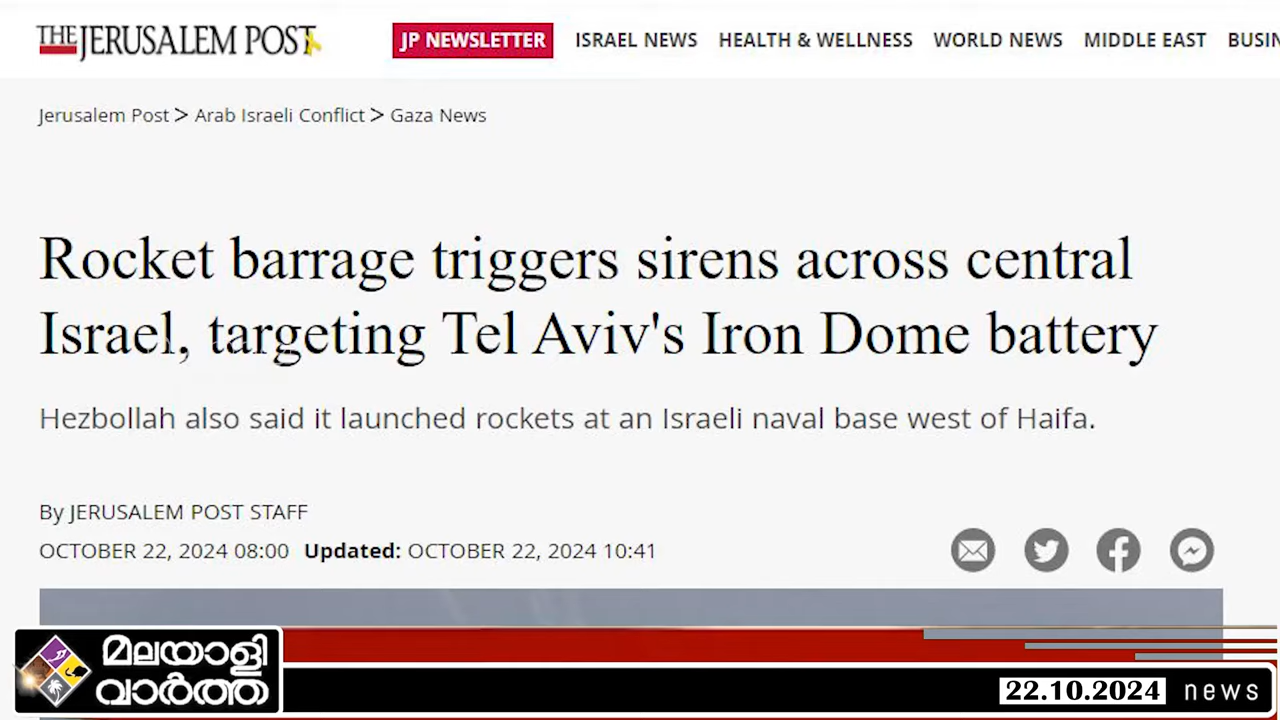 THE JERUSALEM POST
JP NEWSLETTER ISRAEL NEWS HEALTH & WELLNESS WORLD NEWS MIDDLE EAST BUSIN
Jerusalem Post > Arab Israeli Conflict > Gaza News
Rocket barrage triggers sirens across central
Israel, targeting Tel Aviv's Iron Dome battery
Hezbollah also said it launched rockets at an Israeli naval base west of Haifa.
By JERUSALEM POST STAFF
OCTOBER 22, 2024 08:00 Updated: OCTOBER 22, 2024 10:41
മലയാളി
വാർത്ത
22.10.2024 news